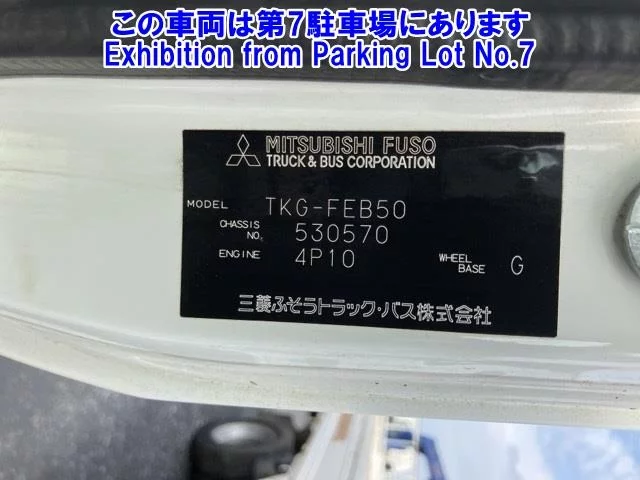 この車両は第7駐車場にあります
Exhibition from Parking Lot No.7
MITSUBISHI FUSO
TRUCK & BUS CORPORATION
MODEL TKG-FEB50
CHASSIS NO. 530570
ENGINE 4P10 WHEEL BASE G
三菱ふそうトラック・バス株式会社